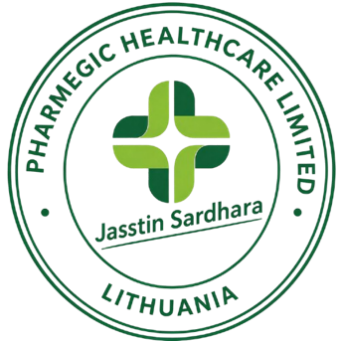 PHARMEGIC HEALTHCARE LIMITED
Jasstin Sardhara
LITHUANIA